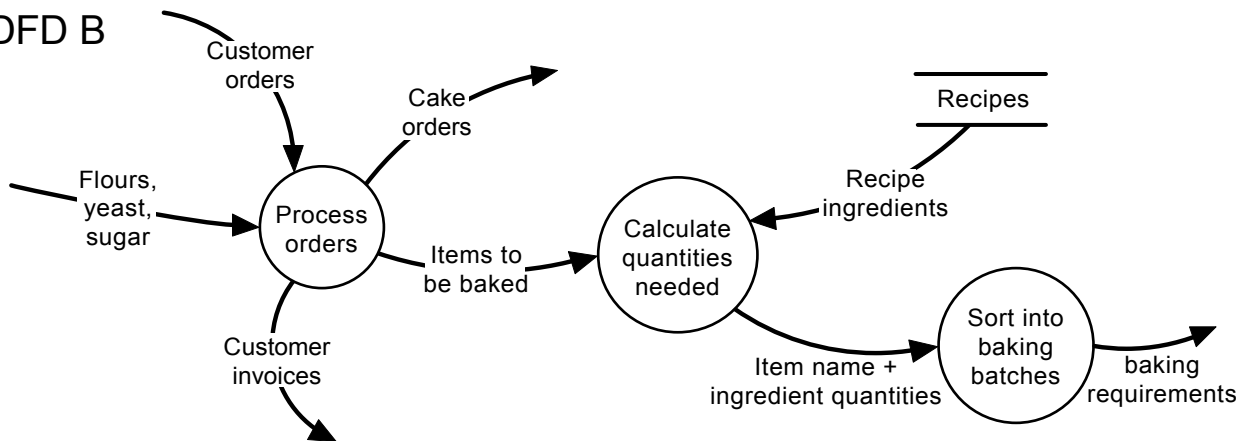 DFD B
Customer
orders
Cake
orders
Recipes
Flours,
yeast,
sugar
Process
orders
Recipe
ingredients
Items to
be baked
Calculate
quantities
needed
Customer
invoices
Item name +
ingredient quantities
Sort into
baking
batches
baking
requirements